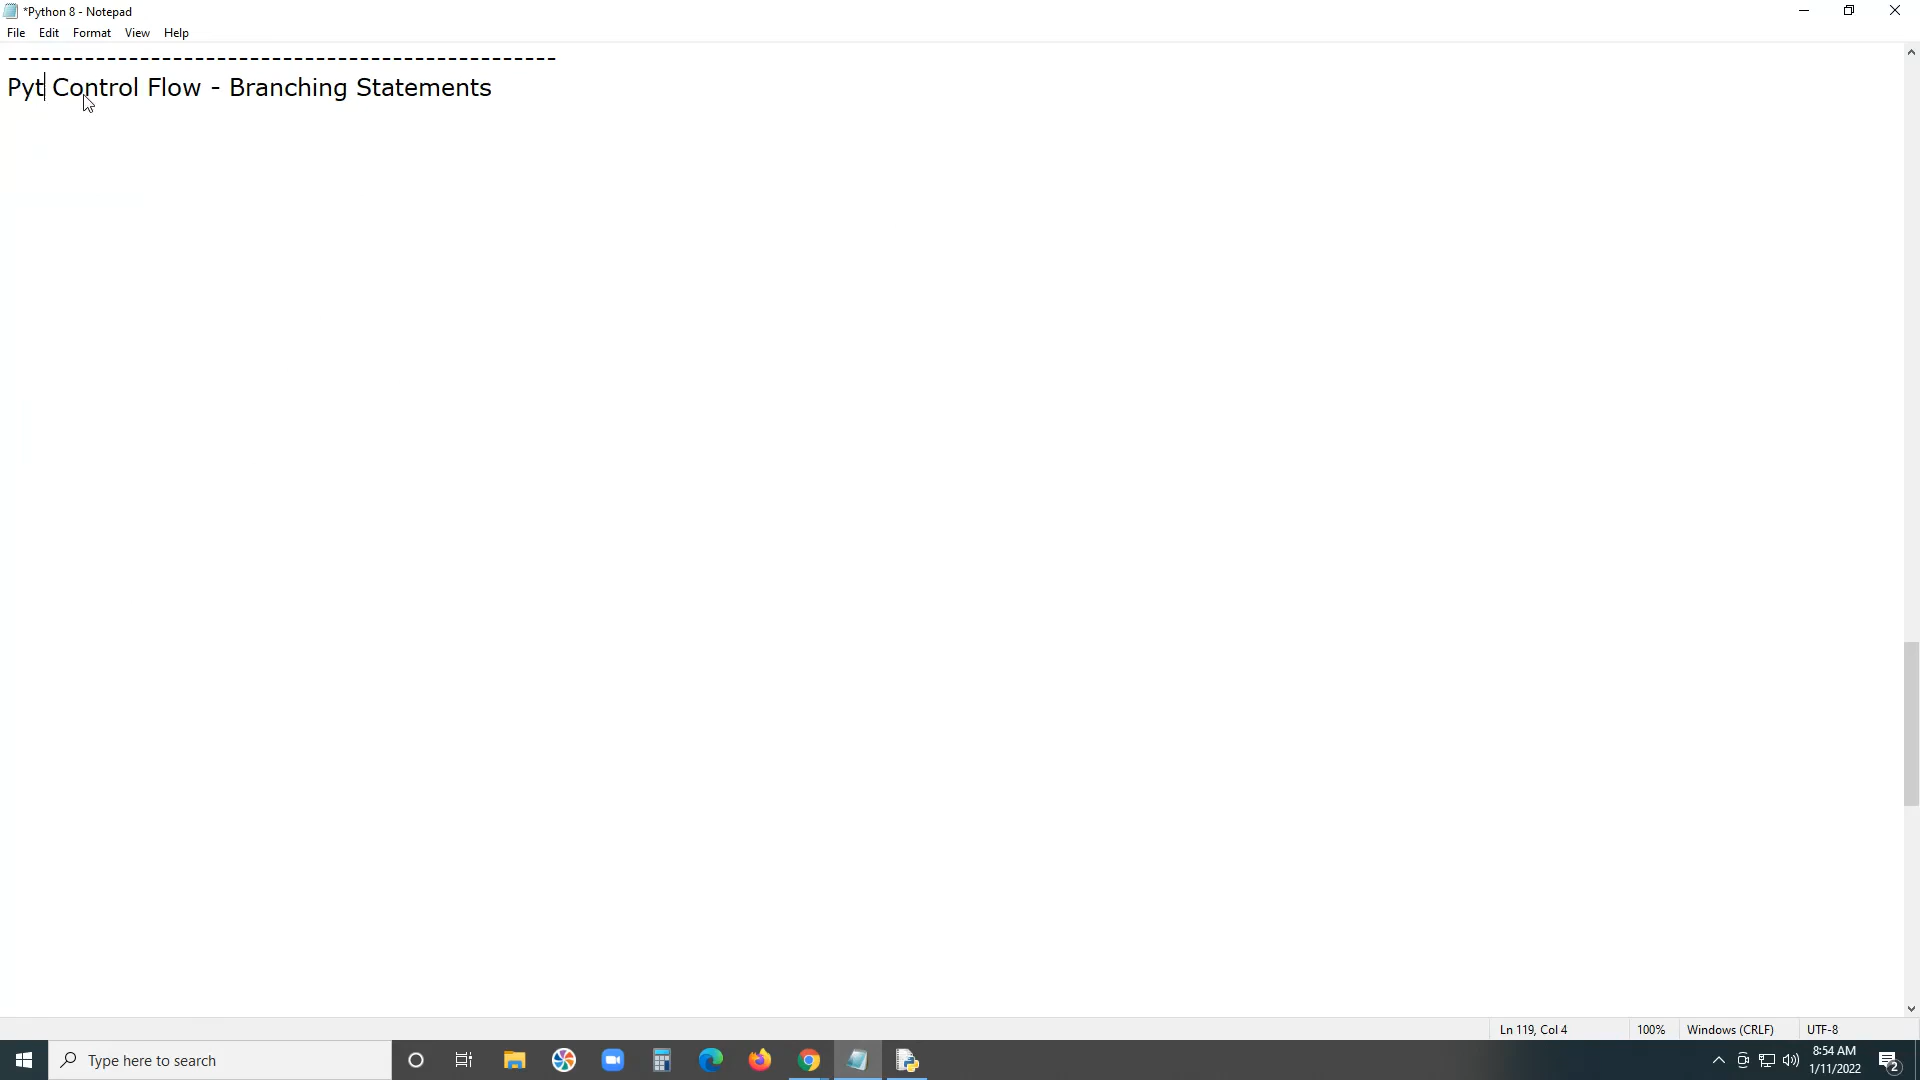 *Python 8 - Notepad
File Edit Format View Help
--------------------------------------------------
Pyt Control Flow - Branching Statements
Ln 119, Col 4 100% Windows (CRLF) UTF-8
Type here to search
8:54 AM
1/11/2022
2